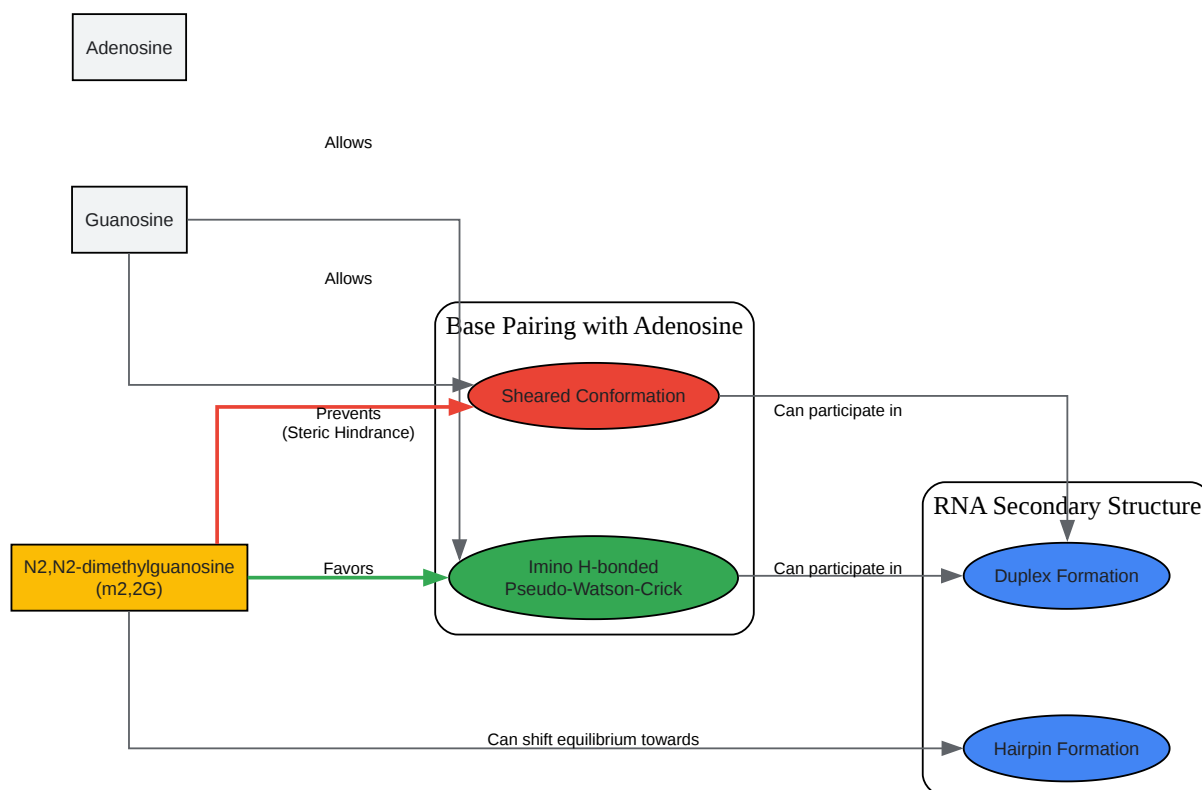 Adenosine
Allows
Guanosine
Allows
Base Pairing with Adenosine
Sheared Conformation
Can participate in
Prevents
(Steric Hindrance)
RNA Secondary Structure
N2,N2-dimethylguanosine
(m2,2G)
Favors
Imino H-bonded
Pseudo-Watson-Crick
Can participate in
Duplex Formation
Can shift equilibrium towards
Hairpin Formation